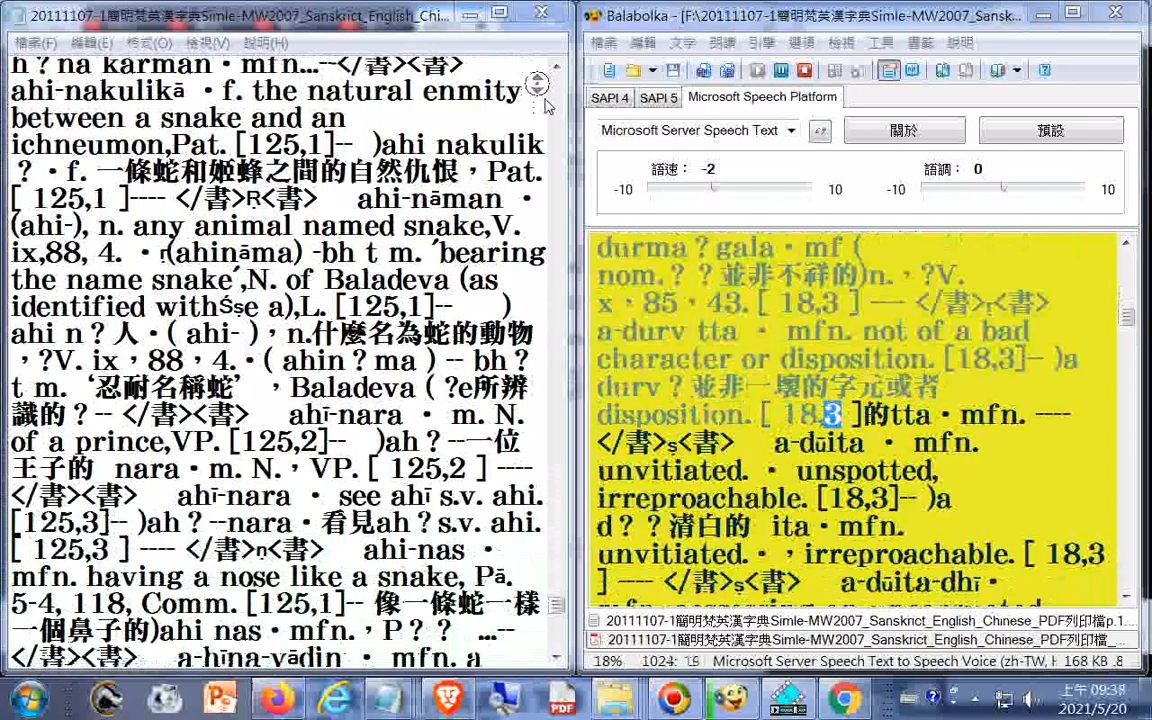 20111107-1簡明梵英漢字典Simle-MW2007_Sanskrict_English_Chi...
檔案(F) 編輯(E) 格式(O) 檢視(V) 說明(H)
h ? na karman‧mfn...--</書><書>
ahi-nakulikā ‧f. the natural enmity
between a snake and an
ichneumon,Pat. [125,1]-- )ahi nakulik
?‧f. 一條蛇和姬蜂之間的自然仇恨，Pat.
[ 125,1 ]---- </書>Ṛ<書> ahi-nāman ‧
(ahi-), n. any animal named snake,V.
ix,88, 4. ‧ṛ(ahināma) -bh t m. ′bearing
the name snake′,N. of Baladeva (as
identified withŚṣe a),L. [125,1]-- )
ahi n ? 人‧( ahi- )，n.什麼名為蛇的動物
，?V. ix，88，4.‧( ahin ? ma ) -- bh ?
t m.‘忍耐名稱蛇’，Baladeva ( ?e所辨
識的 ? -- </書><書> ahī-nara ‧ m. N.
of a prince,VP. [125,2]-- )ah ? --一位
王子的 nara‧m. N.，VP. [ 125,2 ] ----
</書><書> ahī-nara ‧ see ahī s.v. ahi.
[125,3]-- )ah ? --nara‧看見ah ? s.v. ahi.
[ 125,3 ] ---- </書>ṇ<書> ahi-nas ‧
mfn. having a nose like a snake, Pā.
5-4, 118, Comm. [125,1]-- 像一條蛇一樣
一個鼻子的)ahi nas‧mfn.，P ? ? ...--
</書><書> a-hīna-vādin ‧ mfn. a
Balabolka - [F:\20111107-1簡明梵英漢字典Simle-MW2007_Sansk...
檔案 編輯 文字 朗讀 引擎 選項 檢視 工具 書籤 說明
SAPI 4 SAPI 5 Microsoft Speech Platform
Microsoft Server Speech Text 關於 預設
語速： -2 語調： 0
-10 10 -10 10
durma ? gala‧mf (
nom. ? ? 並非不祥的)n.，?V.
x，85，43. [ 18,3 ] ---- </書>ṛ<書>
a-durv tta ‧ mfn. not of a bad
character or disposition. [18,3]-- )a
durv ? 並非一壞的字元或者
disposition. [ 18,3 ]的tta‧mfn. ----
</書>ṣ<書> a-dūita ‧ mfn.
unvitiated. ‧ unspotted,
irreproachable. [18,3]-- )a
d ? ? 清白的 ita‧mfn.
unvitiated.‧，irreproachable. [ 18,3
] ---- </書>ṣ<書> a-dūita-dhī‧
20111107-1簡明梵英漢字典Simle-MW2007_Sanskrict_English_Chinese_PDF列印檔_p.1...
20111107-1簡明梵英漢字典Simle-MW2007_Sanskrict_English_Chinese_PDF列印檔...
18% 1024: Microsoft Server Speech Text to Speech Voice (zh-TW, H 168 KB .8
上午 09:38
2021/5/20